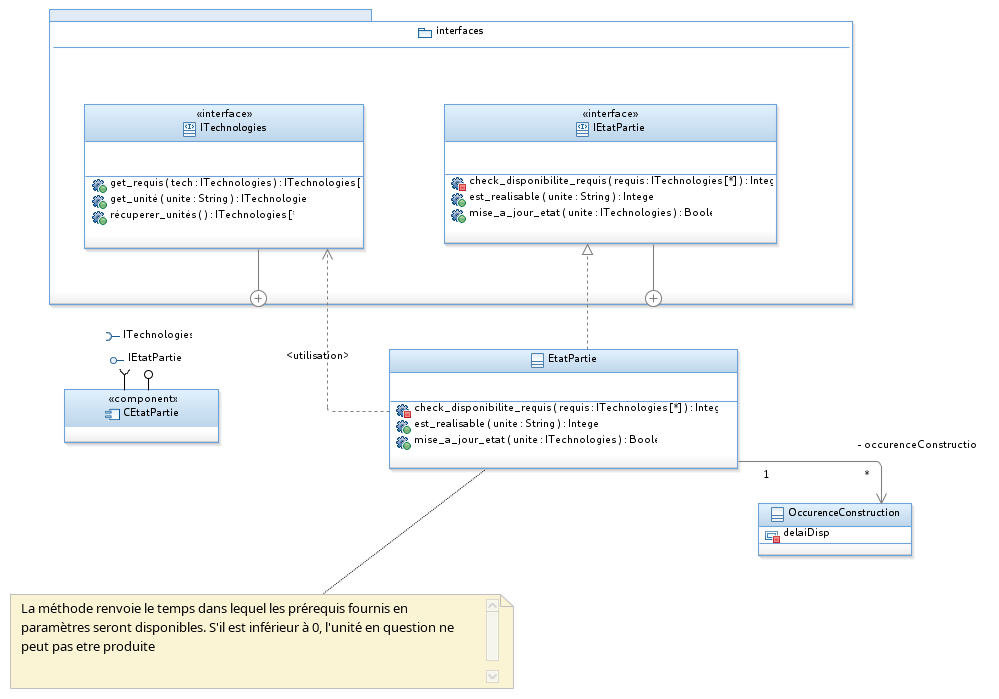 interfaces
«interface»
ITechnologies
get_requis ( tech : ITechnologies ) : ITechnologies [
get_unité ( unite : String ) : ITechnologie
récuperer_unités ( ) : ITechnologies [*
«interface»
IEtatPartie
check_disponibilite_requis ( requis : ITechnologies [*] ) : Integ
est_realisable ( unite : String ) : Intege
mise_a_jour_etat ( unite : ITechnologies ) : Boole
ITechnologies
IEtatPartie
«component»
CEtatPartie
<utilisation>
EtatPartie
check_disponibilite_requis ( requis : ITechnologies [*] ) : Integ
est_realisable ( unite : String ) : Intege
mise_a_jour_etat ( unite : ITechnologies ) : Boole
- occurenceConstructio
1
*
OccurenceConstruction
delaiDisp
La méthode renvoie le temps dans lequel les prérequis fournis en
paramètres seront disponibles. S'il est inférieur à 0, l'unité en question ne
peut pas etre produite